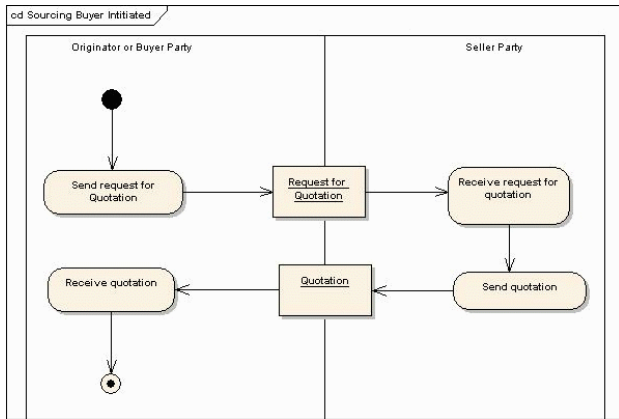 cd Sourcing Buyer Intitiated
Originator or Buyer Party
Seller Party
Send request for
Quotation
Request for
Quotation
Receive request for
quotation
Receive quotation
Quotation
Send quotation